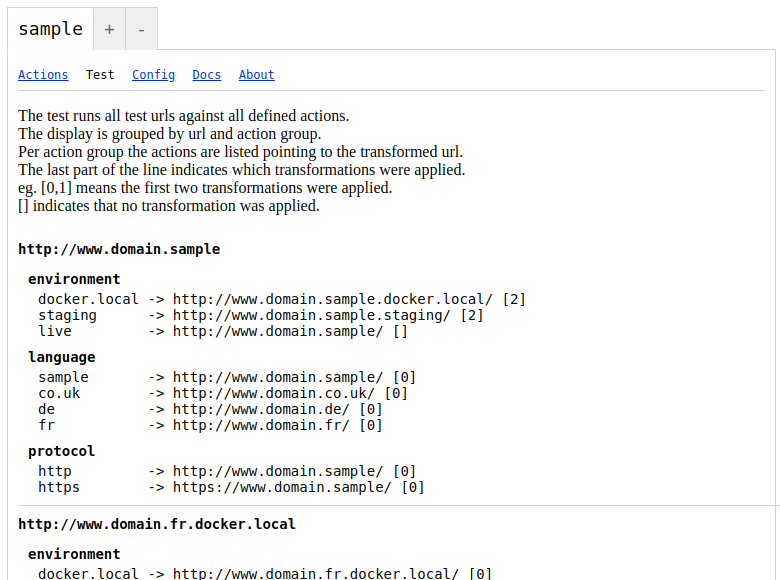 sample + -
Actions Test Config Docs About
The test runs all test urls against all defined actions.
The display is grouped by url and action group.
Per action group the actions are listed pointing to the transformed url.
The last part of the line indicates which transformations were applied.
eg. [0,1] means the first two transformations were applied.
[] indicates that no transformation was applied.
http://www.domain.sample
environment
docker.local -> http://www.domain.sample.docker.local/ [2]
staging -> http://www.domain.sample.staging/ [2]
live -> http://www.domain.sample/ []
language
sample -> http://www.domain.sample/ [0]
co.uk -> http://www.domain.co.uk/ [0]
de -> http://www.domain.de/ [0]
fr -> http://www.domain.fr/ [0]
protocol
http -> http://www.domain.sample/ [0]
https -> https://www.domain.sample/ [0]
http://www.domain.fr.docker.local
environment
docker.local -> http://www.domain.fr.docker.local/ [0]